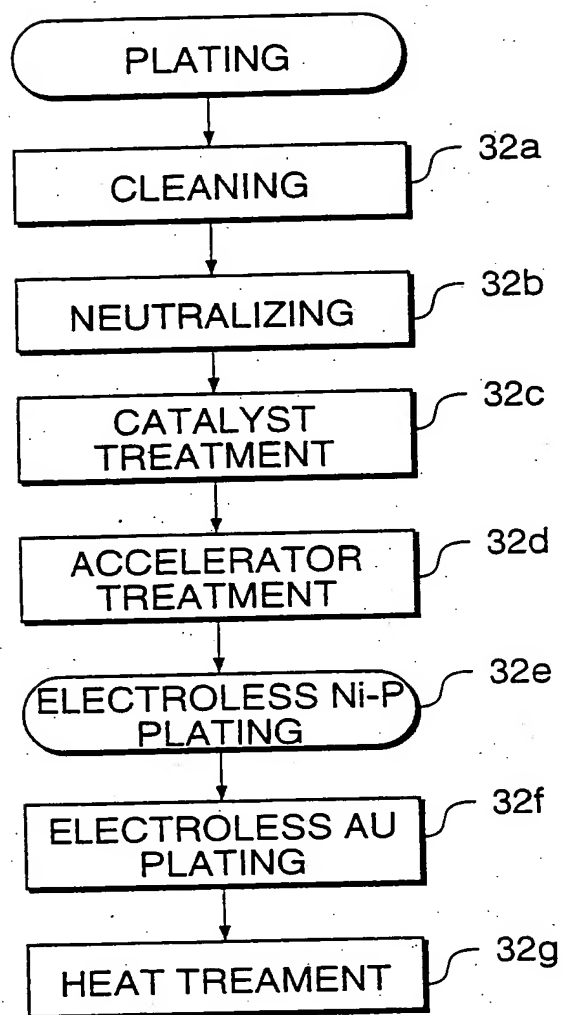 PLATING
CLEANING
32a
NEUTRALIZING
32b
CATALYST
TREATMENT
32c
ACCELERATOR
TREATMENT
32d
ELECTROLESS Ni-P
PLATING
32e
ELECTROLESS AU
PLATING
32f
HEAT TREAMENT
32g